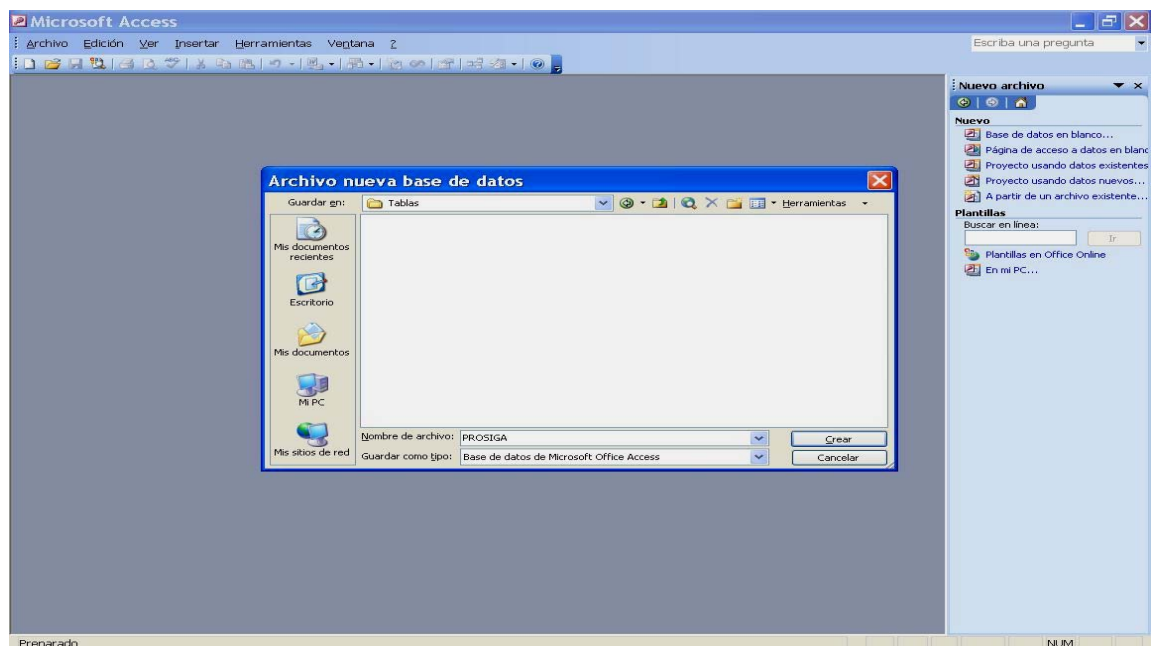 Microsoft Access
Archivo Edición Ver Insertar Herramientas Ventana ?
Escriba una pregunta
Nuevo archivo
Nuevo
Base de datos en blanco...
Página de acceso a datos en blanc
Proyecto usando datos existentes
Proyecto usando datos nuevos...
A partir de un archivo existente...
Plantillas
Buscar en línea:
Ir
Plantillas en Office Online
En mi PC...
Archivo nueva base de datos
Guardar en: Tablas Herramientas
Mis documentos
recientes
Escritorio
Mis documentos
Mi PC
Mis sitios de red
Nombre de archivo: PROSIGA Crear
Guardar como tipo: Base de datos de Microsoft Office Access Cancelar
Preparado NUM